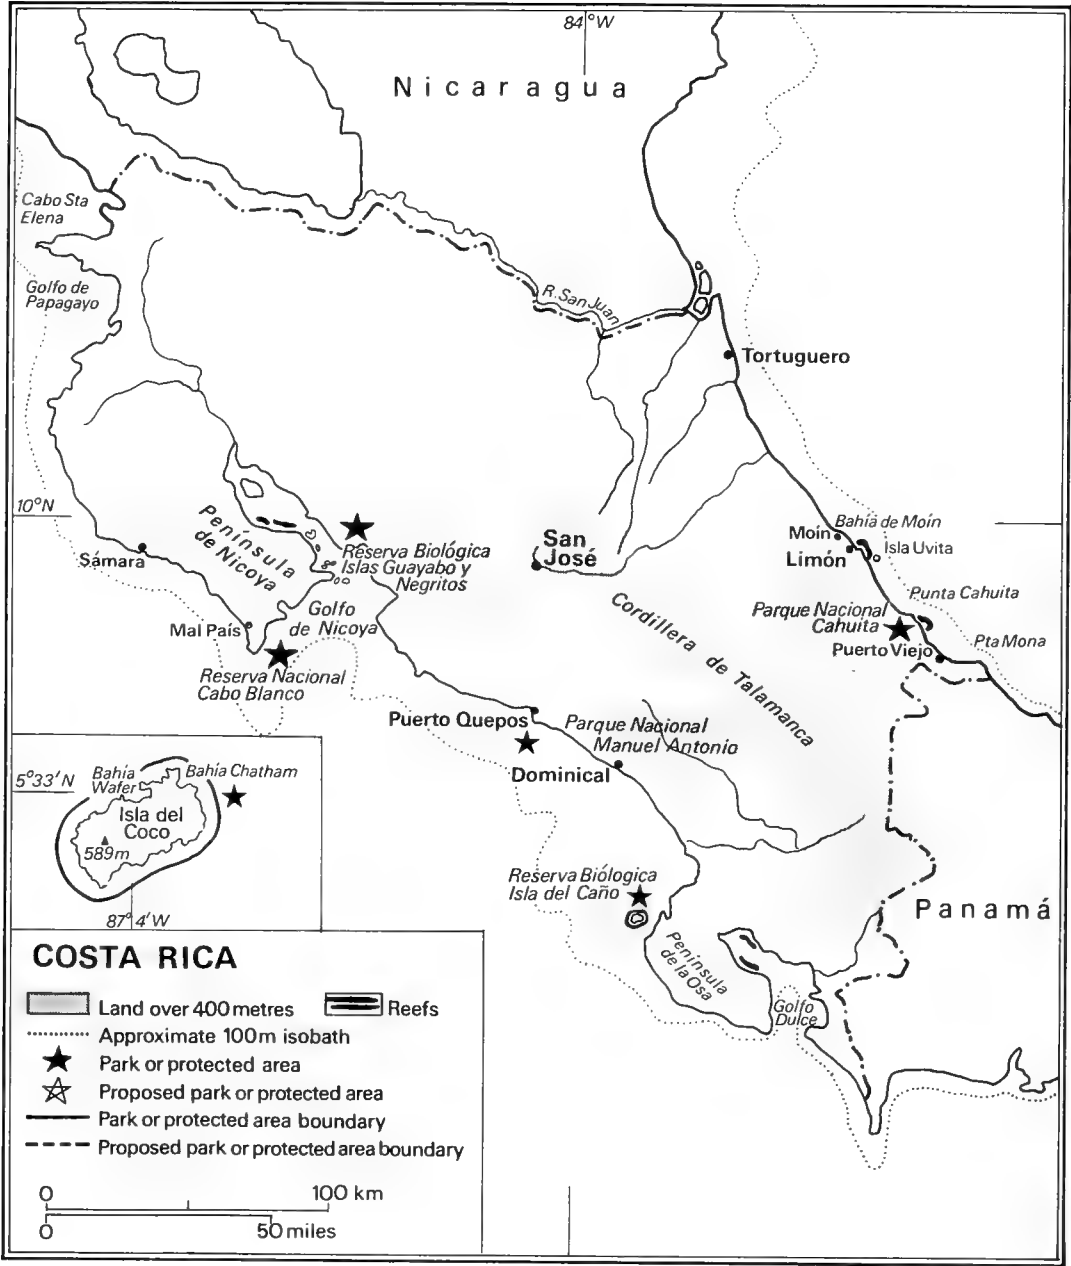 84°W
Nicaragua
Cabo Sta
Elena
Golfo de
Papagayo
R. San Juan
Tortuguero
10°N
Península
de Nicoya
Sámara
Reserva Biológica
Islas Guayabo y
Negritos
San
José
Moín
Bahía de Moín
Limón
Isla Uvita
Punta Cahuita
Parque Nacional
Cahuita
Pta Mona
Puerto Viejo
Golfo
de Nicoya
Mal País
Reserva Nacional
Cabo Blanco
Cordillera de Talamanca
Puerto Quepos
Parque Nacional
Manuel Antonio
Dominical
5°33'N
Bahía
Wafer
Bahía Chatham
Isla del
Coco
589m
87°4'W
Reserva Biólogica
Isla del Caño
Panamá
Península
de la Osa
Golfo
Dulce
COSTA RICA
Land over 400 metres
Reefs
Approximate 100m isobath
Park or protected area
Proposed park or protected area
Park or protected area boundary
Proposed park or protected area boundary
0 100 km
0 50 miles